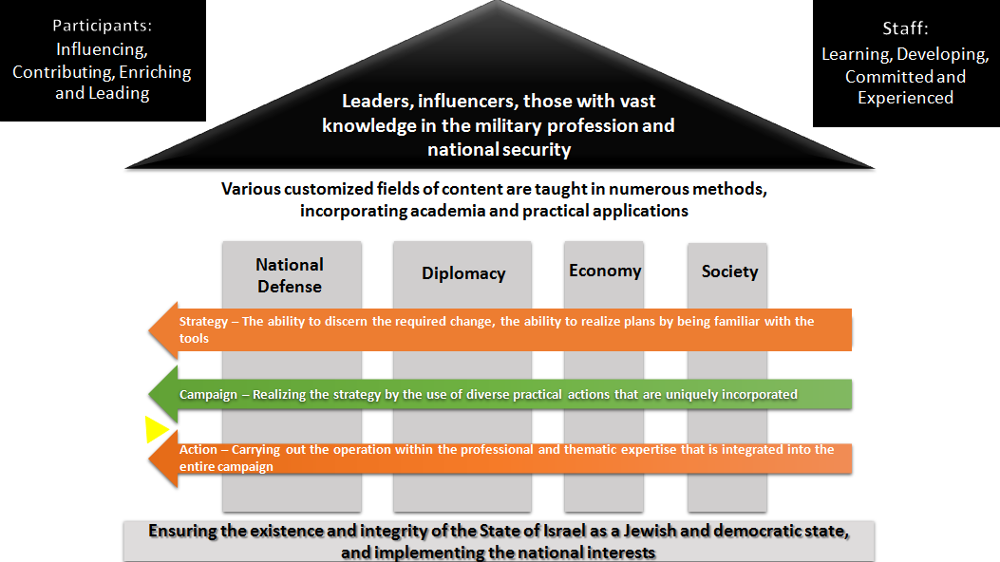 Participants:
Influencing,
Contributing, Enriching
and Leading
Staff:
Learning, Developing,
Committed and
Experienced
Leaders, influencers, those with vast
knowledge in the military profession and
national security
Various customized fields of content are taught in numerous methods,
incorporating academia and practical applications
National
Defense
Diplomacy
Economy
Society
Strategy – The ability to discern the required change, the ability to realize plans by being familiar with the
tools
Campaign – Realizing the strategy by the use of diverse practical actions that are uniquely incorporated
Action – Carrying out the operation within the professional and thematic expertise that is integrated into the
entire campaign
Ensuring the existence and integrity of the State of Israel as a Jewish and democratic state,
and implementing the national interests